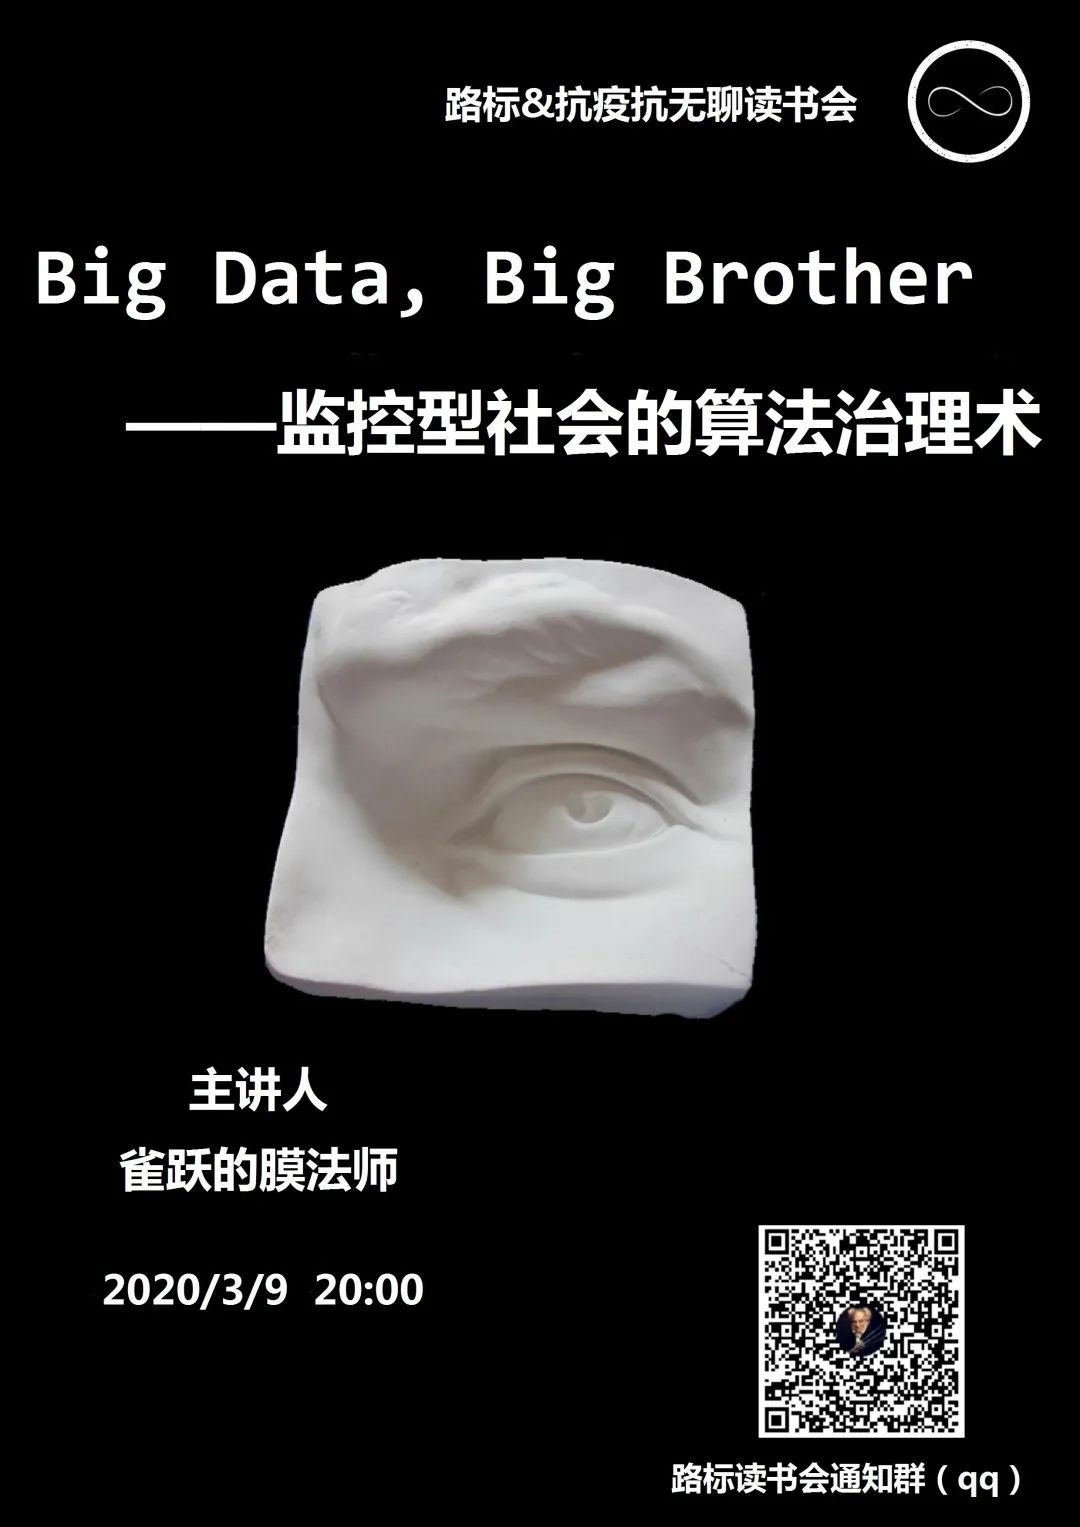 路标&抗疫抗无聊读书会
Big Data, Big Brother
——监控型社会的算法治理术
主讲人
雀跃的膜法师
2020/3/9 20:00
路标读书会通知群（qq）